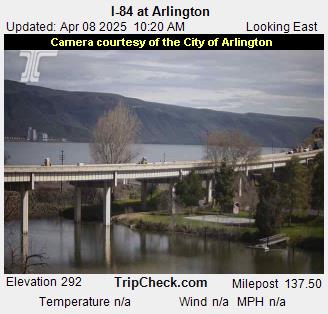 I-84 at Arlington
Updated: Apr 08 2025 10:20 AM Looking East
Camera courtesy of the City of Arlington
Elevation 292 TripCheck.com Milepost 137.50
Temperature n/a Wind n/a MPH n/a